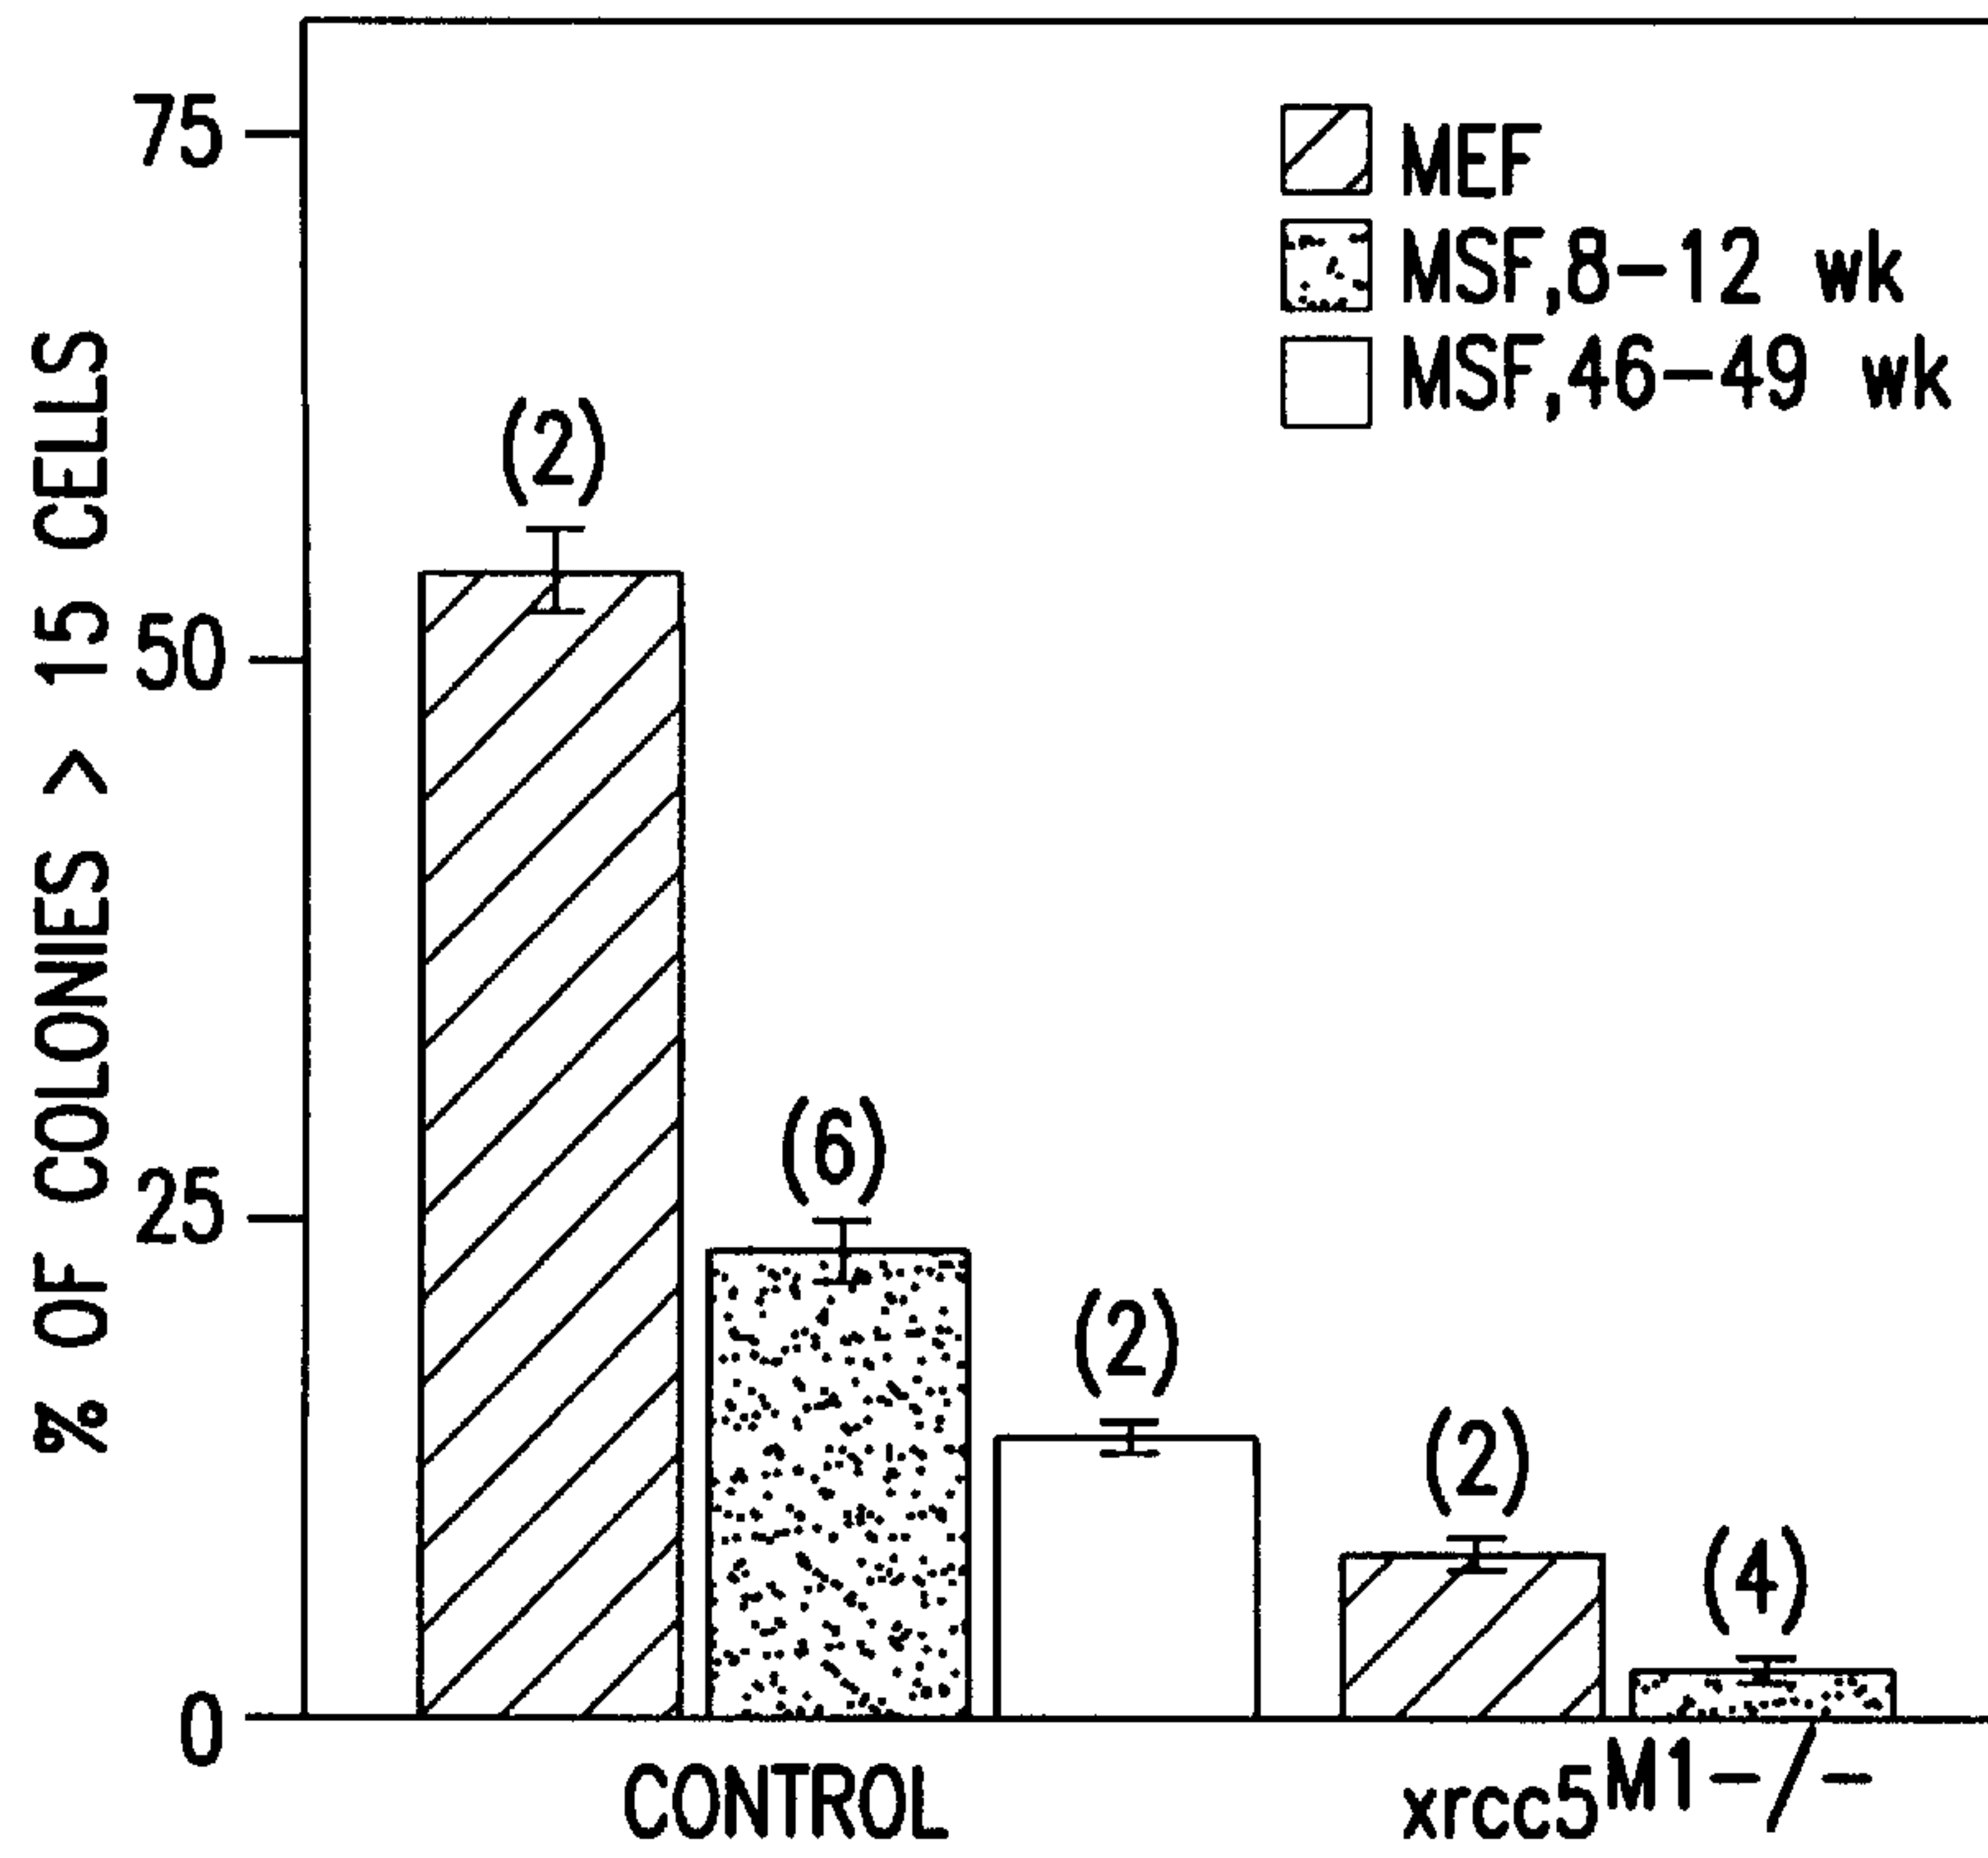 % OF COLONIES > 15 CELLS
75
50
25
0
MEF
MSF,8-12 wk
MSF,46-49 wk
(2)
(6)
(2)
(2)
(4)
CONTROL
xrcc5M1-/-